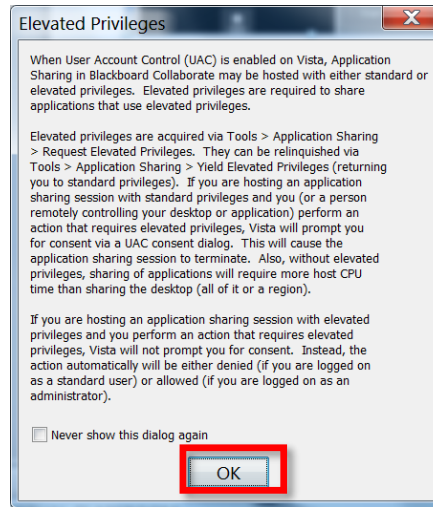 Elevated Privileges
When User Account Control (UAC) is enabled on Vista, Application
Sharing in Blackboard Collaborate may be hosted with either standard or
elevated privileges.  Elevated privileges are required to share
applications that use elevated privileges.
Elevated privileges are acquired via Tools > Application Sharing
> Request Elevated Privileges.  They can be relinquished via
Tools > Application Sharing > Yield Elevated Privileges (returning
you to standard privileges).  If you are hosting an application
sharing session with standard privileges and you (or a person
remotely controlling your desktop or application) perform an
action that requires elevated privileges, Vista will prompt you
for consent via a UAC consent dialog.  This will cause the
application sharing session to terminate.  Also, without elevated
privileges, sharing of applications will require more host CPU
time than sharing the desktop (all of it or a region).
If you are hosting an application sharing session with elevated
privileges and you perform an action that requires elevated
privileges, Vista will not prompt you for consent.  Instead, the
action automatically will be either denied (if you are logged on
as a standard user) or allowed (if you are logged on as an
administrator).
Never show this dialog again
OK